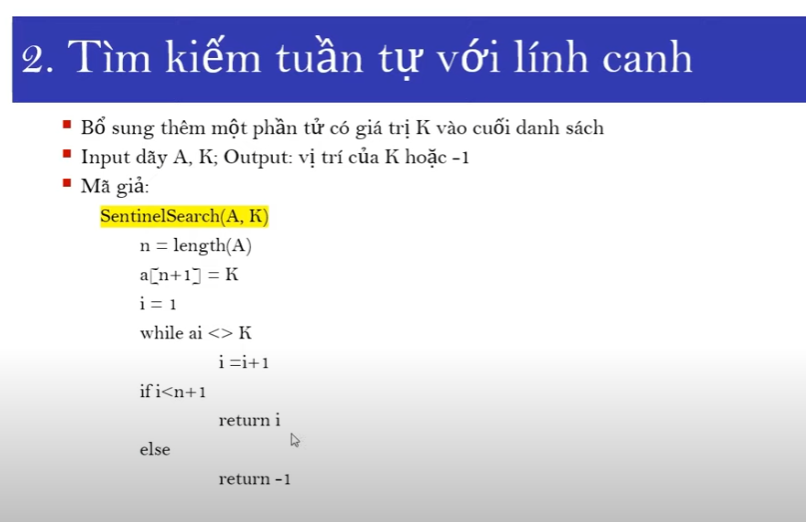 2. Tìm kiếm tuần tự với lính canh
▪ Bổ sung thêm một phần tử có giá trị K vào cuối danh sách
▪ Input dãy A, K; Output: vị trí của K hoặc -1
▪ Mã giả:
SentinelSearch(A, K)
n = length(A)
a[n+1] = K
i = 1
while ai <> K
i =i+1
if i<n+1
return i
else
return -1